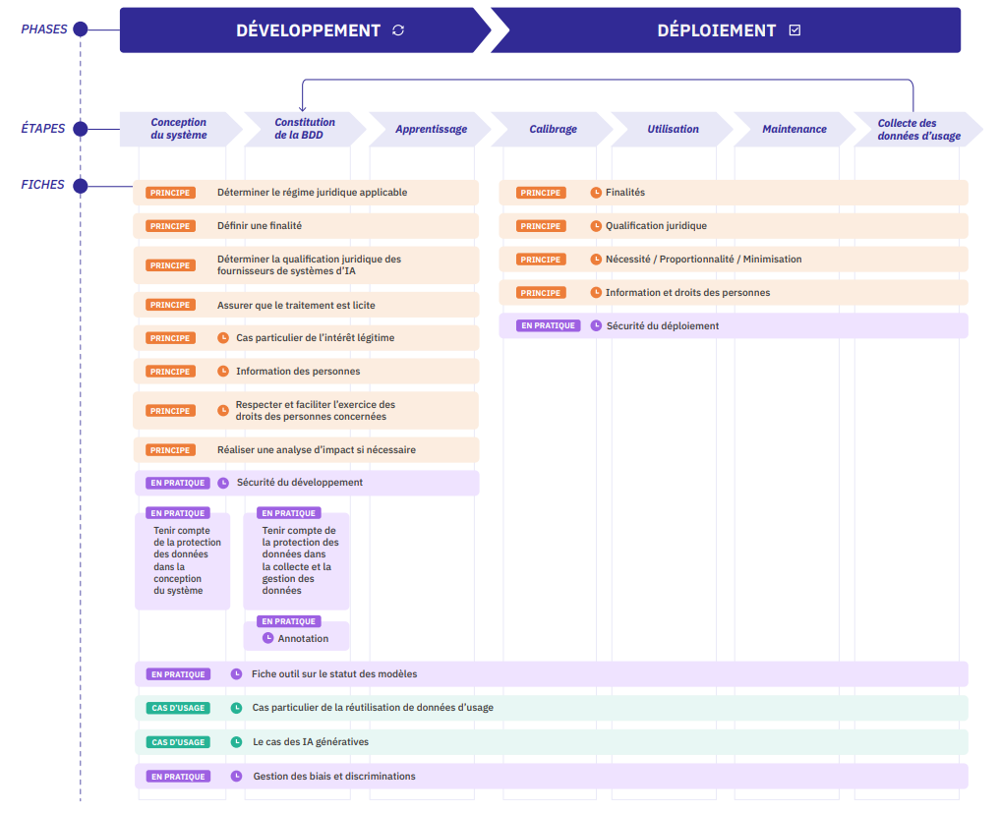 PHASES
DÉVELOPPEMENT
DÉPLOIEMENT
ÉTAPES
Conception
du système
Constitution
de la BDD
Apprentissage
Calibrage
Utilisation
Maintenance
Collecte des
données d'usage
FICHES
PRINCIPE Déterminer le régime juridique applicable
PRINCIPE Définir une finalité
PRINCIPE Déterminer la qualification juridique des
fournisseurs de systèmes d'IA
PRINCIPE Assurer que le traitement est licite
PRINCIPE Cas particulier de l'intérêt légitime
PRINCIPE Information des personnes
PRINCIPE Respecter et faciliter l'exercice des
droits des personnes concernées
PRINCIPE Réaliser une analyse d'impact si nécessaire
EN PRATIQUE Sécurité du développement
PRINCIPE Finalités
PRINCIPE Qualification juridique
PRINCIPE Nécessité / Proportionnalité / Minimisation
PRINCIPE Information et droits des personnes
EN PRATIQUE Sécurité du déploiement
EN PRATIQUE
Tenir compte
de la protection
des données
dans la
conception
du système
EN PRATIQUE
Tenir compte de
la protection des
données dans
la collecte et la
gestion des
données
EN PRATIQUE
Annotation
EN PRATIQUE Fiche outil sur le statut des modèles
CAS D'USAGE Cas particulier de la réutilisation de données d'usage
CAS D'USAGE Le cas des IA génératives
EN PRATIQUE Gestion des biais et discriminations